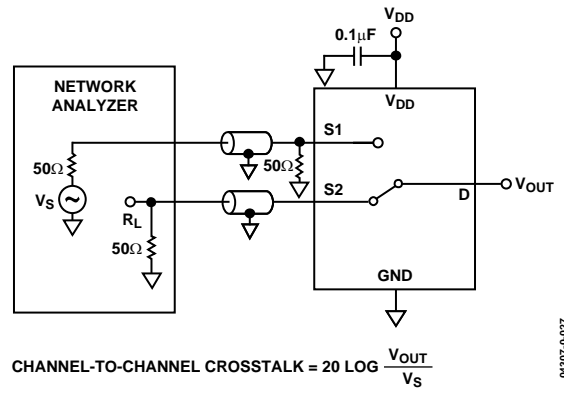 V_DD
0.1μF
NETWORK
ANALYZER
V_DD
S1
50Ω
50Ω
S2
V_OUT
D
V_S
R_L
50Ω
GND
CHANNEL-TO-CHANNEL CROSSTALK = 20 LOG V_OUT / V_S